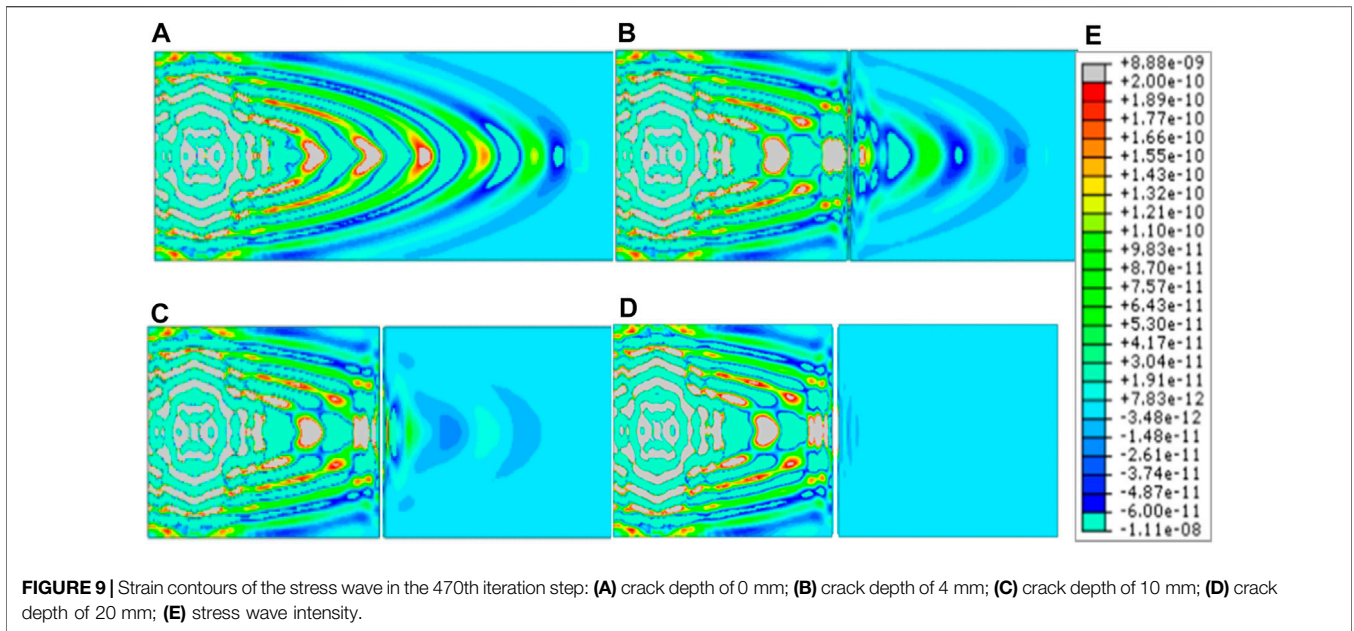 A
B
E
+8.88e-09
+2.00e-10
+1.89e-10
+1.77e-10
+1.66e-10
+1.55e-10
+1.43e-10
+1.32e-10
+1.21e-10
+1.10e-10
+9.83e-11
+8.70e-11
+7.57e-11
+6.43e-11
+5.30e-11
+4.17e-11
+3.04e-11
+1.91e-11
+7.83e-12
-3.48e-12
-1.48e-11
-2.61e-11
-3.74e-11
-4.87e-11
-6.00e-11
-1.11e-08
C
D
FIGURE 9 | Strain contours of the stress wave in the 470th iteration step: (A) crack depth of 0 mm; (B) crack depth of 4 mm; (C) crack depth of 10 mm; (D) crack
depth of 20 mm; (E) stress wave intensity.